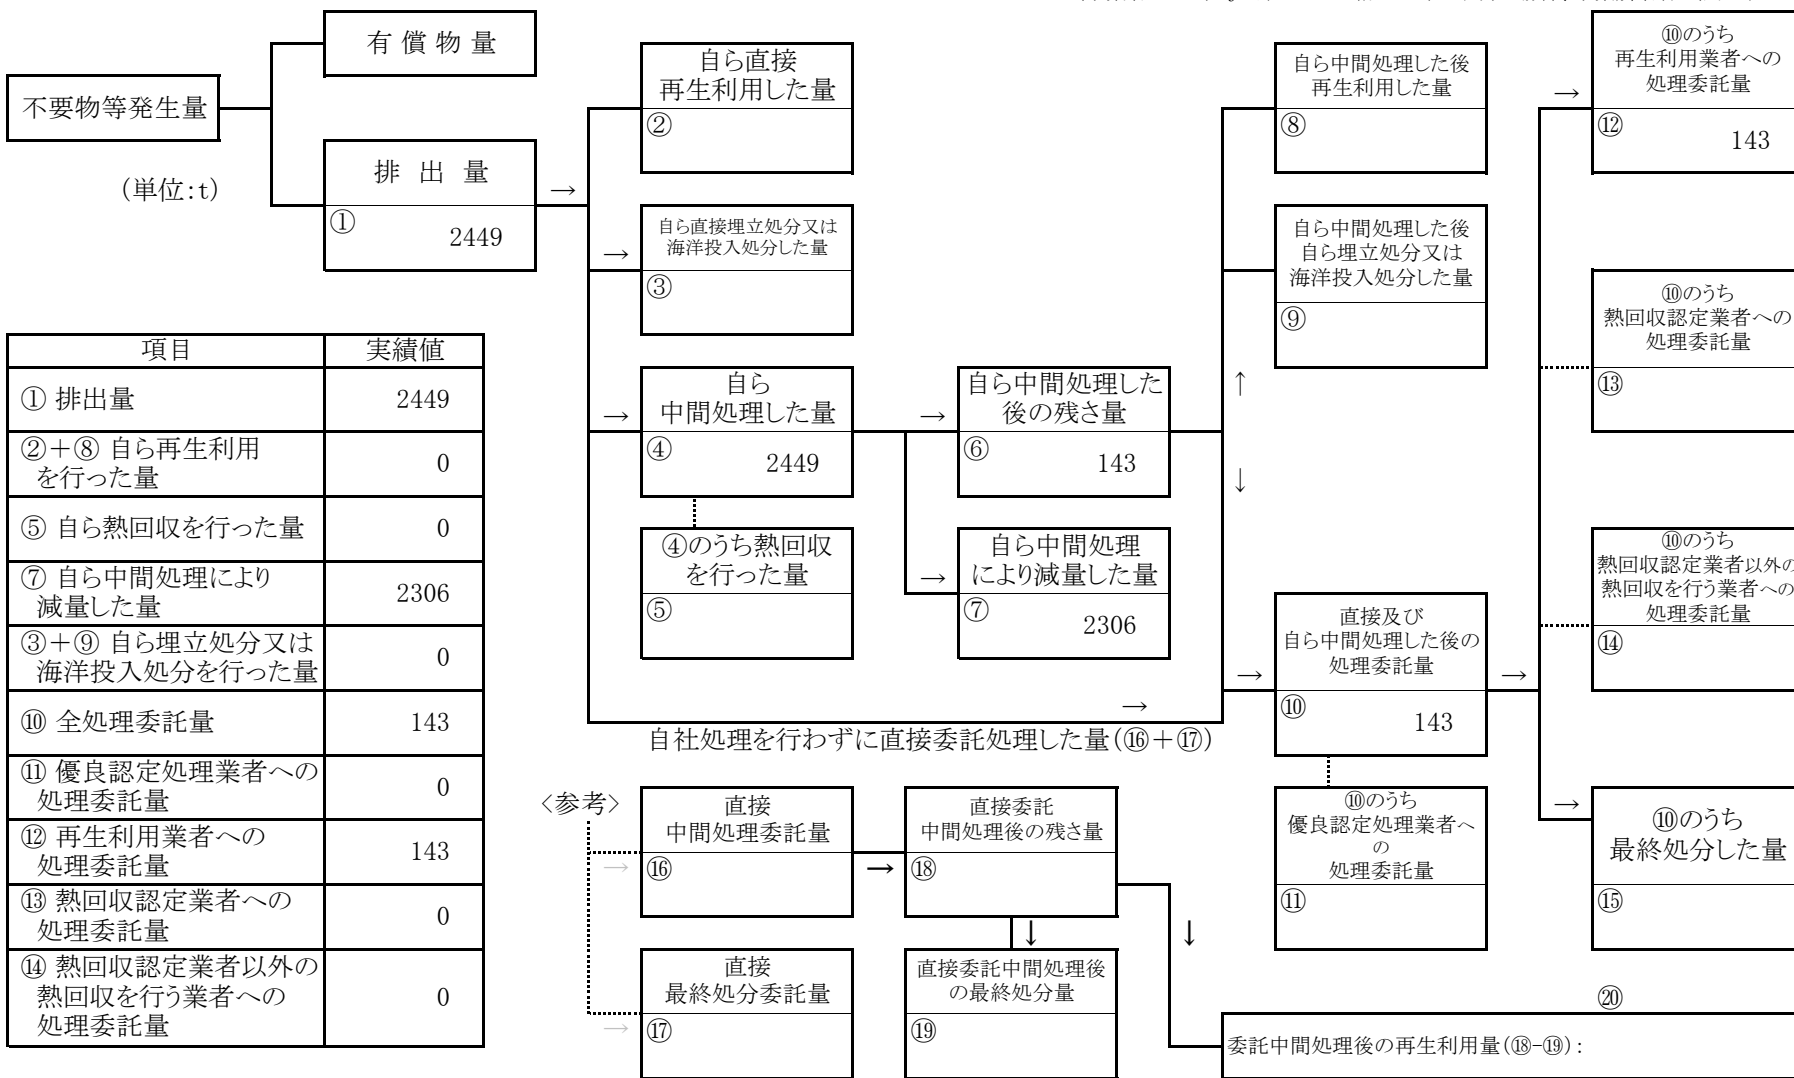 有 償 物 量
不要物等発生量
(単位:t)
排 出 量
①
2449
→
自ら直接
再生利用した量
②
→
自ら直接埋立処分又は
海洋投入処分した量
③
→
自ら
中間処理した量
④
2449
④のうち熱回収
を行った量
⑤
→
自ら中間処理した
後の残さ量
⑥
143
→
自ら中間処理
により減量した量
⑦
2306
→
自社処理を行わずに直接委託処理した量(⑯+⑰)
自ら中間処理した後
再生利用した量
⑧
自ら中間処理した後
自ら埋立処分又は
海洋投入処分した量
⑨
↑
↓
→
直接及び
自ら中間処理した後の
処理委託量
⑩
143
⑩のうち
優良認定処理業者へ
の
処理委託量
⑪
→
→
⑩のうち
再生利用業者への
処理委託量
⑫
143
⑩のうち
熱回収認定業者への
処理委託量
⑬
⑩のうち
熱回収認定業者以外の
熱回収を行う業者への
処理委託量
⑭
→
⑩のうち
最終処分した量
⑮
項目 実績値
① 排出量 2449
②+⑧ 自ら再生利用
を行った量 0
⑤ 自ら熱回収を行った量 0
⑦ 自ら中間処理により
減量した量 2306
③+⑨ 自ら埋立処分又は
海洋投入処分を行った量 0
⑩ 全処理委託量 143
⑪ 優良認定処理業者への
処理委託量 0
⑫ 再生利用業者への
処理委託量 143
⑬ 熱回収認定業者への
処理委託量 0
⑭ 熱回収認定業者以外の
熱回収を行う業者への
処理委託量 0
〈参考〉
→
直接
中間処理委託量
⑯
→
直接
最終処分委託量
⑰
→
直接委託
中間処理後の残さ量
⑱
↓
直接委託中間処理後
の最終処分量
⑲
↓
⑳
委託中間処理後の再生利用量(⑱-⑲):